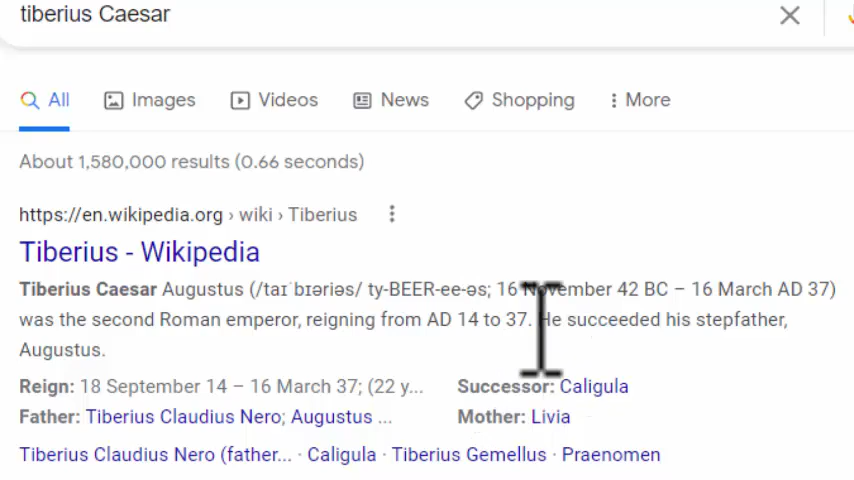 tiberius Caesar
All Images Videos News Shopping More
About 1,580,000 results (0.66 seconds)
https://en.wikipedia.org › wiki › Tiberius
Tiberius - Wikipedia
Tiberius Caesar Augustus (/taɪˈbɪəriəs/ ty-BEER-ee-əs; 16 November 42 BC – 16 March AD 37)
was the second Roman emperor, reigning from AD 14 to 37. He succeeded his stepfather,
Augustus.
Reign: 18 September 14 – 16 March 37; (22 y... Successor: Caligula
Father: Tiberius Claudius Nero; Augustus ... Mother: Livia
Tiberius Claudius Nero (father... · Caligula · Tiberius Gemellus · Praenomen